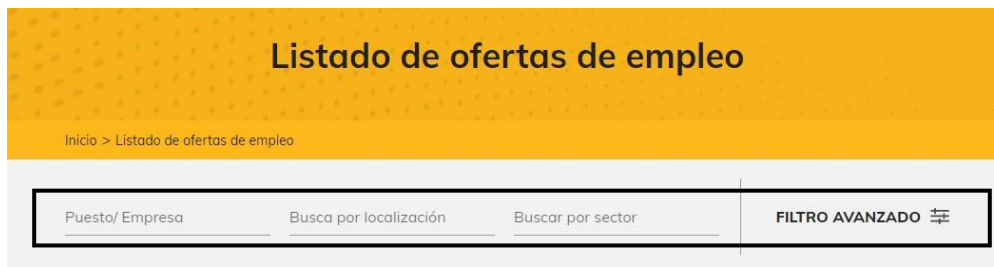 Listado de ofertas de empleo
Inicio > Listado de ofertas de empleo
Puesto/ Empresa Busca por localización Buscar por sector FILTRO AVANZADO